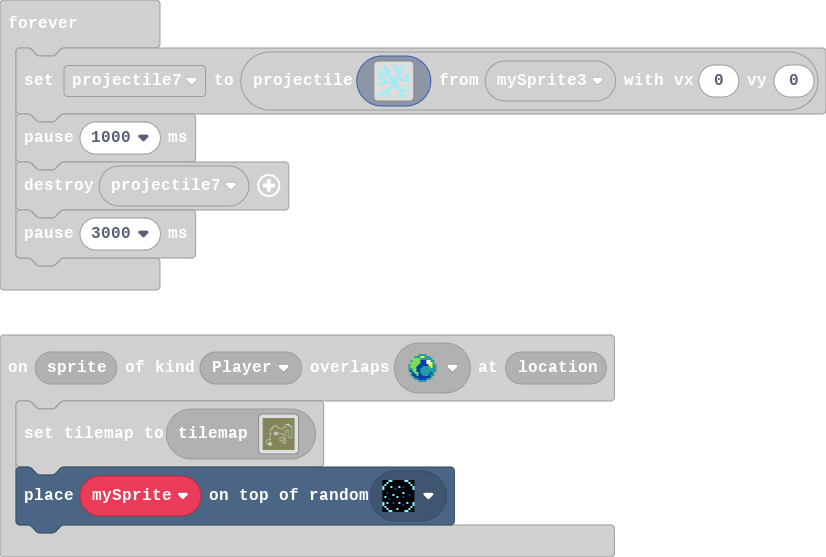 forever
set projectile7 to projectile from mySprite3 with vx 0 vy 0
pause 1000 ms
destroy projectile7
pause 3000 ms
on sprite of kind Player overlaps at location
set tilemap to tilemap
place mySprite on top of random